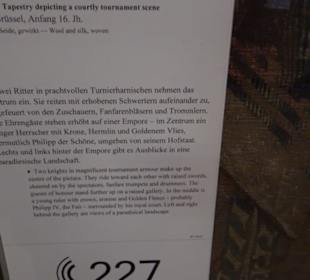 Tapestry depicting a courtly tournament scene
Brüssel, Anfang 16. Jh.
Seide, gewirkt — Wool and silk, woven
wei Ritter in prachtvollen Turnierharnischen nehmen das
trum ein. Sie reiten mit erhobenen Schwertern aufeinander zu,
gefeuert von den Zuschauern, Fanfarenbläsern und Trommlern.
e Ehrengäste stehen erhöht auf einer Empore – im Zentrum ein
nger Herrscher mit Krone, Hermlin und Goldenem Vlies,
ermutlich Philipp der Schöne, umgeben von seinem Hofstaat.
echts und links hinter der Empore gibt es Ausblicke in eine
paradiesische Landschaft.
• Two knights in magnificent tournament armour make up the
centre of the picture. They ride toward each other with raised swords,
cheered on by the spectators, fanfare trumpets and drummers. The
guests of honour stand further up on a raised gallery. In the middle is
a young ruler with crown, ermine and Golden Fleece – probably
Philip IV, the Fair – surrounded by his royal court. Left and right
behind the gallery are views of a paradisical landscape.
227